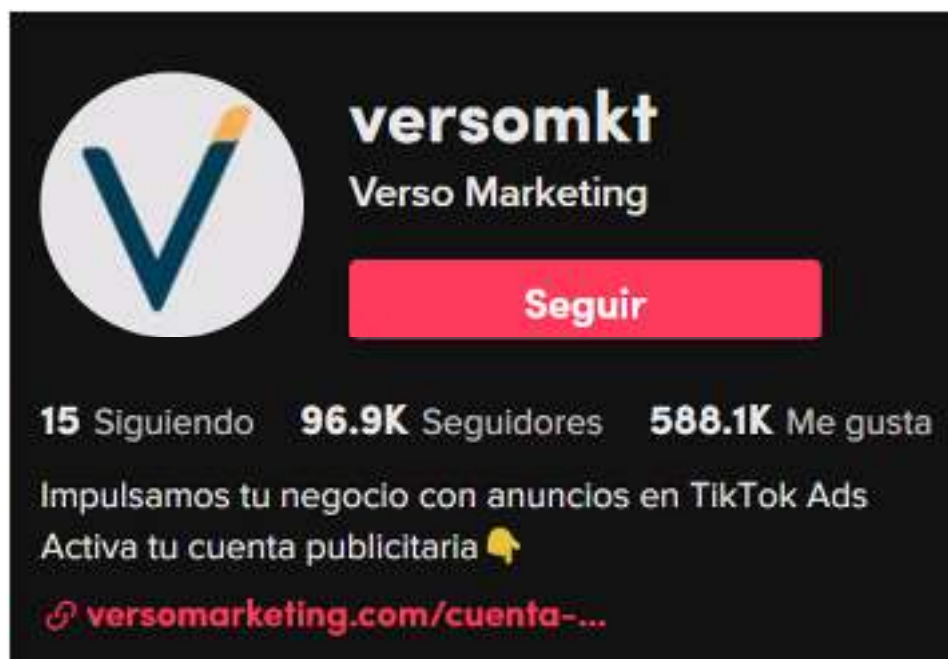 versomkt
Verso Marketing
Seguir
15 Siguiendo 96.9K Seguidores 588.1K Me gusta
Impulsamos tu negocio con anuncios en TikTok Ads
Activa tu cuenta publicitaria 👇
versomarketing.com/cuenta-...